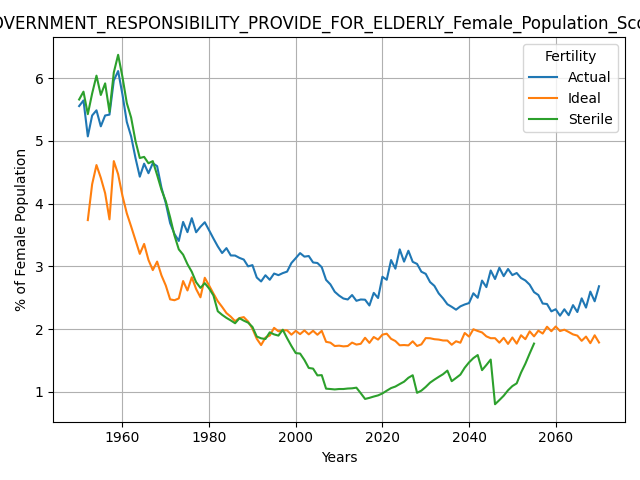 OVERNMENT_RESPONSIBILITY_PROVIDE_FOR_ELDERLY_Female_Population_Sco
Fertility
Actual
Ideal
Sterile
% of Female Population
6
5
4
3
2
1
1960 1980 2000 2020 2040 2060
Years